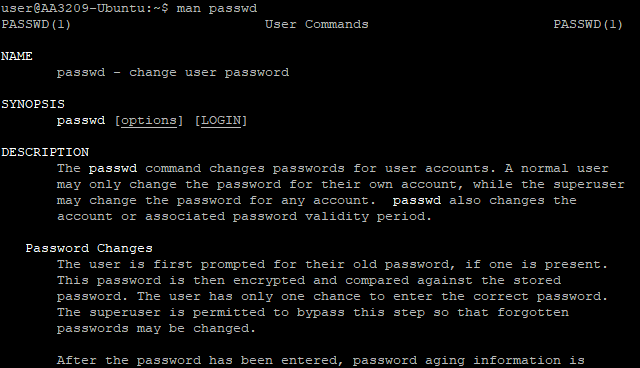 user@AA3209-Ubuntu:~$ man passwd
PASSWD(1) User Commands PASSWD(1)
NAME
passwd - change user password
SYNOPSIS
passwd [options] [LOGIN]
DESCRIPTION
The passwd command changes passwords for user accounts. A normal user
may only change the password for their own account, while the superuser
may change the password for any account.  passwd also changes the
account or associated password validity period.
Password Changes
The user is first prompted for their old password, if one is present.
This password is then encrypted and compared against the stored
password. The user has only one chance to enter the correct password.
The superuser is permitted to bypass this step so that forgotten
passwords may be changed.
After the password has been entered, password aging information is